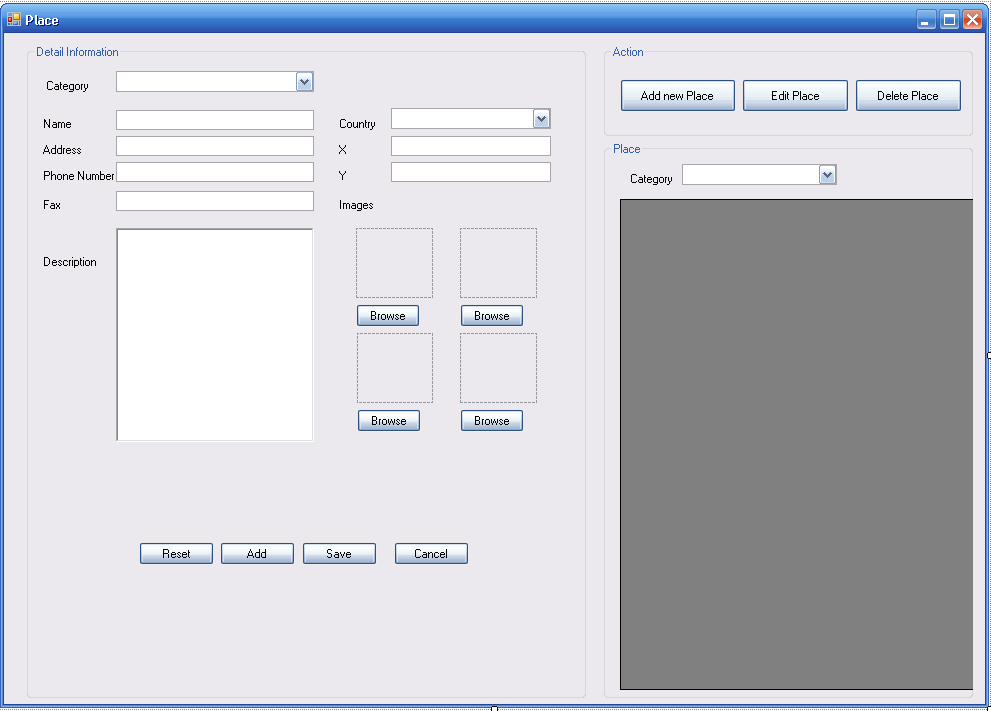 Place
Detail Information
Category
Name
Address
Phone Number
Fax
Description
Country
X
Y
Images
Browse
Browse
Browse
Browse
Reset
Add
Save
Cancel
Action
Add new Place
Edit Place
Delete Place
Place
Category